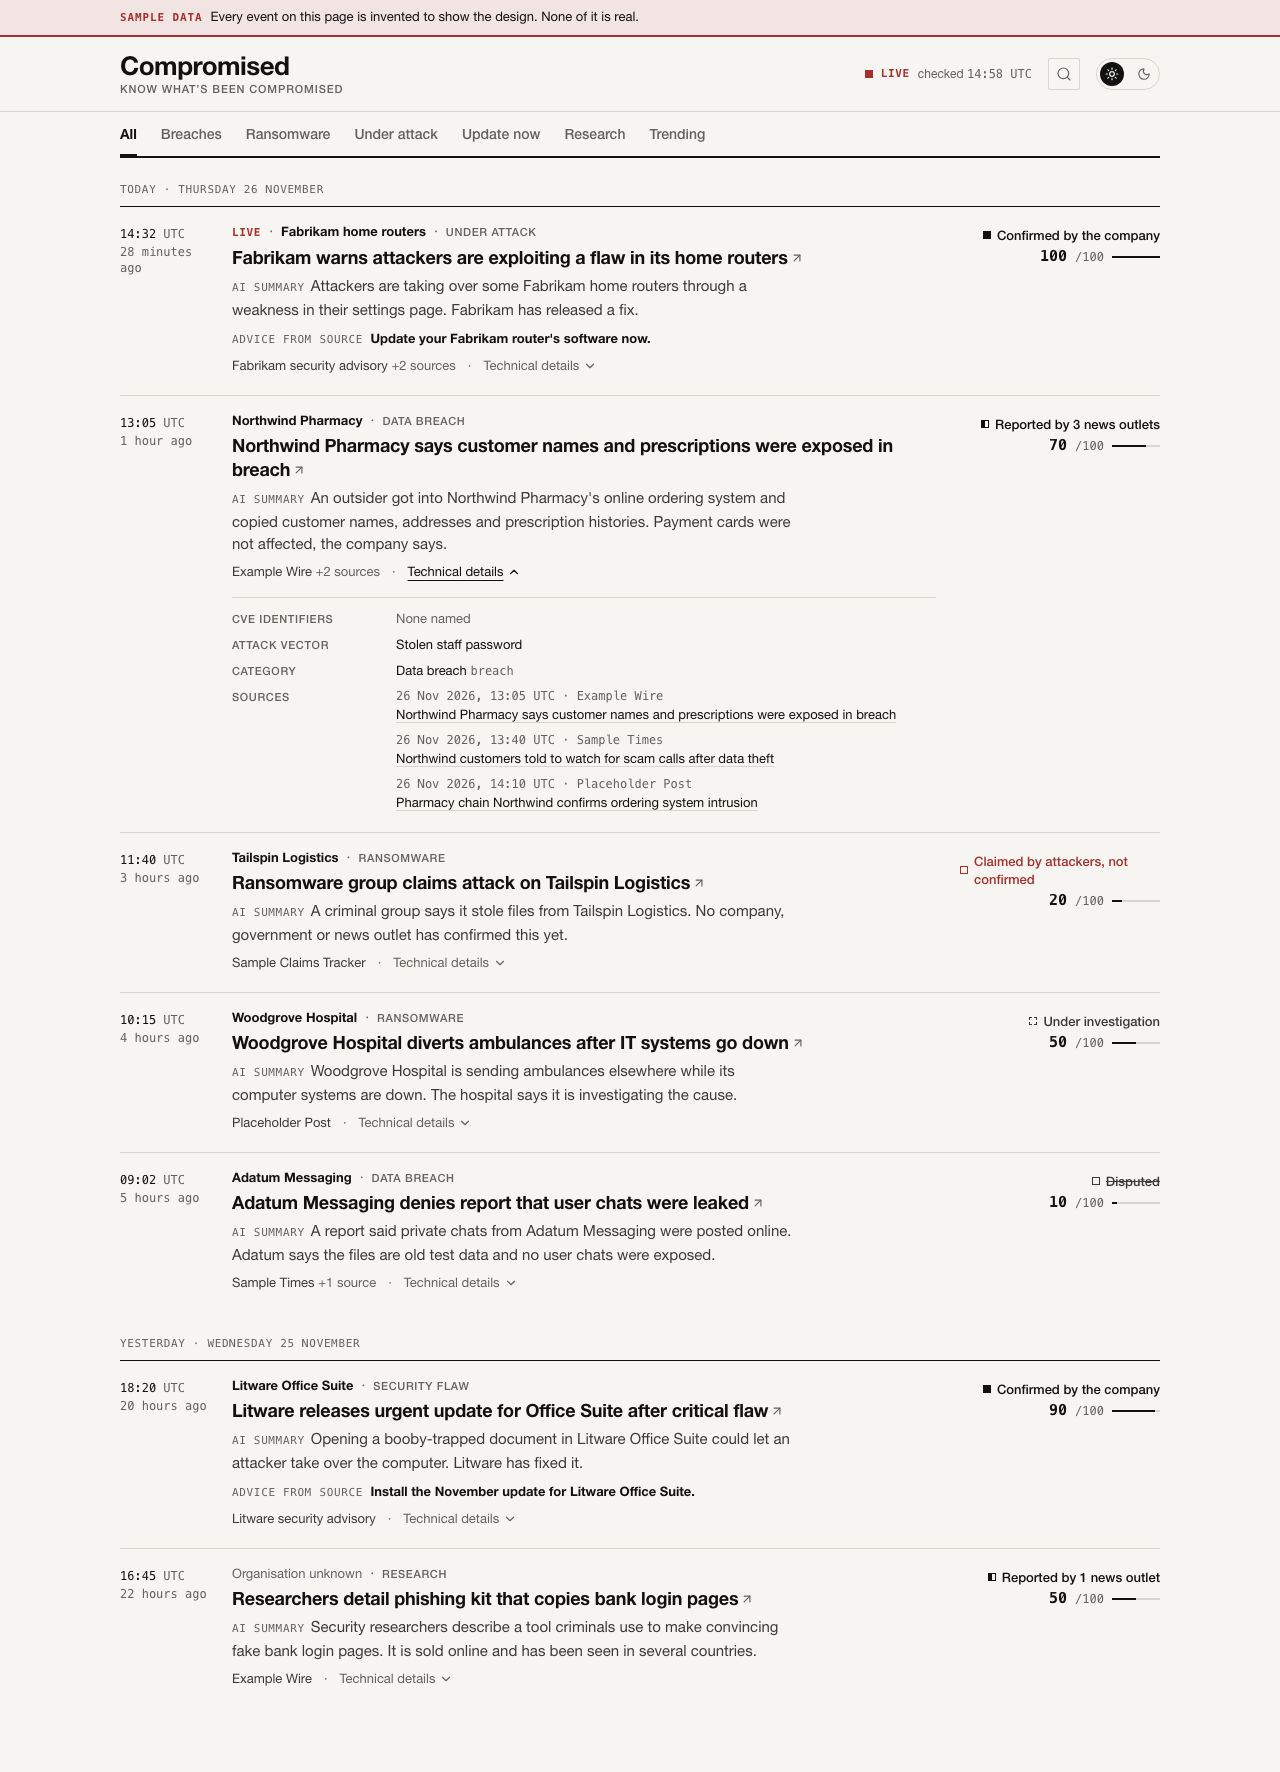 SAMPLE DATA Every event on this page is invented to show the design. None of it is real.
Compromised
KNOW WHAT'S BEEN COMPROMISED
LIVE checked 14:58 UTC
All Breaches Ransomware Under attack Update now Research Trending
TODAY · THURSDAY 26 NOVEMBER
14:32 UTC
28 minutes
ago
LIVE · Fabrikam home routers · UNDER ATTACK
Fabrikam warns attackers are exploiting a flaw in its home routers
AI SUMMARY Attackers are taking over some Fabrikam home routers through a
weakness in their settings page. Fabrikam has released a fix.
ADVICE FROM SOURCE Update your Fabrikam router's software now.
Fabrikam security advisory +2 sources · Technical details
Confirmed by the company
100 /100
13:05 UTC
1 hour ago
Northwind Pharmacy · DATA BREACH
Northwind Pharmacy says customer names and prescriptions were exposed in
breach
AI SUMMARY An outsider got into Northwind Pharmacy's online ordering system and
copied customer names, addresses and prescription histories. Payment cards were
not affected, the company says.
Example Wire +2 sources · Technical details
Reported by 3 news outlets
70 /100
CVE IDENTIFIERS None named
ATTACK VECTOR Stolen staff password
CATEGORY Data breach breach
SOURCES 26 Nov 2026, 13:05 UTC · Example Wire
Northwind Pharmacy says customer names and prescriptions were exposed in breach
26 Nov 2026, 13:40 UTC · Sample Times
Northwind customers told to watch for scam calls after data theft
26 Nov 2026, 14:10 UTC · Placeholder Post
Pharmacy chain Northwind confirms ordering system intrusion
11:40 UTC
3 hours ago
Tailspin Logistics · RANSOMWARE
Ransomware group claims attack on Tailspin Logistics
AI SUMMARY A criminal group says it stole files from Tailspin Logistics. No company,
government or news outlet has confirmed this yet.
Sample Claims Tracker · Technical details
Claimed by attackers, not
confirmed
20 /100
10:15 UTC
4 hours ago
Woodgrove Hospital · RANSOMWARE
Woodgrove Hospital diverts ambulances after IT systems go down
AI SUMMARY Woodgrove Hospital is sending ambulances elsewhere while its
computer systems are down. The hospital says it is investigating the cause.
Placeholder Post · Technical details
Under investigation
50 /100
09:02 UTC
5 hours ago
Adatum Messaging · DATA BREACH
Adatum Messaging denies report that user chats were leaked
AI SUMMARY A report said private chats from Adatum Messaging were posted online.
Adatum says the files are old test data and no user chats were exposed.
Sample Times +1 source · Technical details
Disputed
10 /100
YESTERDAY · WEDNESDAY 25 NOVEMBER
18:20 UTC
20 hours ago
Litware Office Suite · SECURITY FLAW
Litware releases urgent update for Office Suite after critical flaw
AI SUMMARY Opening a booby-trapped document in Litware Office Suite could let an
attacker take over the computer. Litware has fixed it.
ADVICE FROM SOURCE Install the November update for Litware Office Suite.
Litware security advisory · Technical details
Confirmed by the company
90 /100
16:45 UTC
22 hours ago
Organisation unknown · RESEARCH
Researchers detail phishing kit that copies bank login pages
AI SUMMARY Security researchers describe a tool criminals use to make convincing
fake bank login pages. It is sold online and has been seen in several countries.
Example Wire · Technical details
Reported by 1 news outlet
50 /100